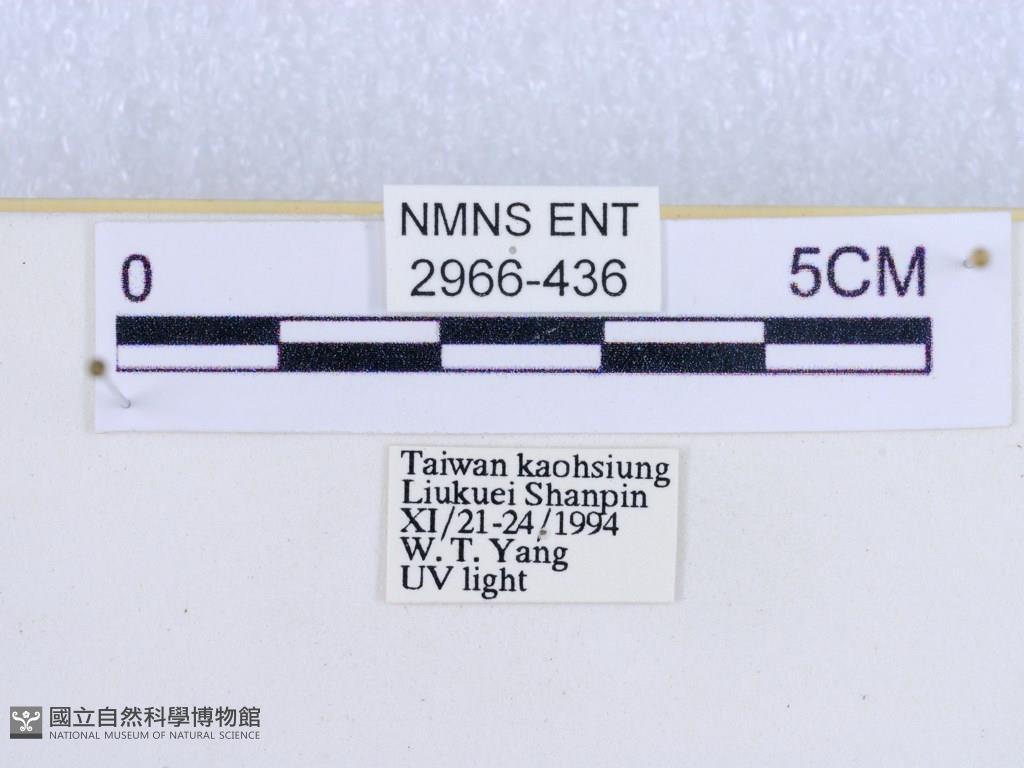 NMNS ENT
2966-436
0
5CM
Taiwan kaohsiung
Liukuei Shanpin
XI/21-24/1994
W. T. Yang
UV light
國立自然科學博物館
NATIONAL MUSEUM OF NATURAL SCIENCE